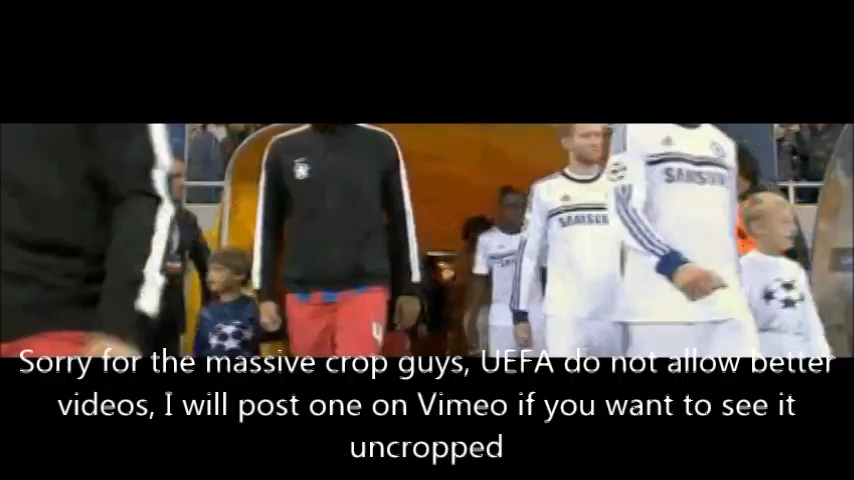 SAMSUNG
SAMSUNG
4
Sorry for the massive crop guys, UEFA do not allow better
videos, I will post one on Vimeo if you want to see it
uncropped